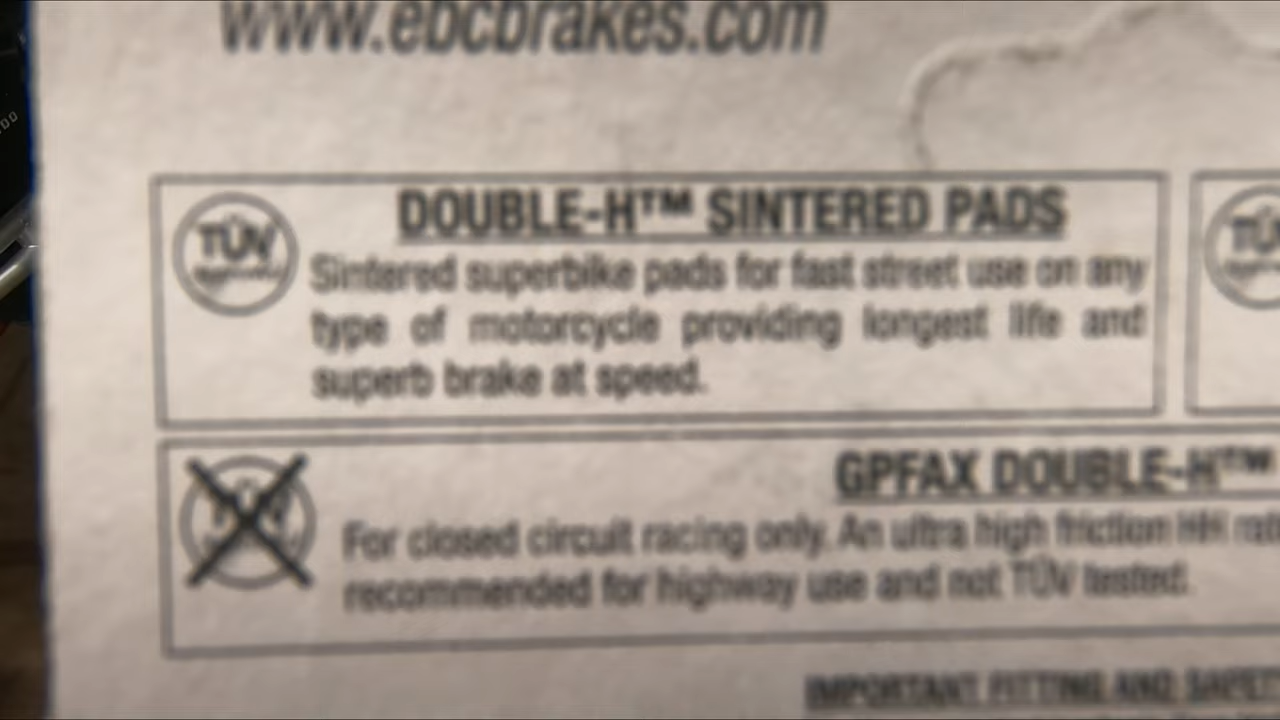 www.ebcbrakes.com
DOUBLE-H™ SINTERED PADS
TÜV
Sintered superbike pads for fast street use on any
type of motorcycle providing longest life and
superb brake at speed.
GPFAX DOUBLE-H™
For closed circuit racing only. An ultra high friction HH
recommended for highway use and not TÜV tested.
IMPORTANT FITTING AND